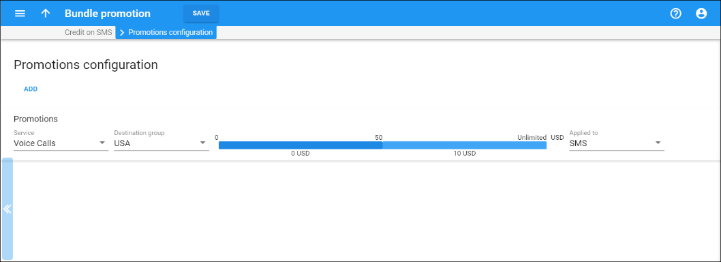 Bundle promotion SAVE
Credit on SMS Promotions configuration
Promotions configuration
ADD
Promotions
Service Destination group 0 50 Unlimited USD Applied to
Voice Calls USA SMS
0 USD 10 USD